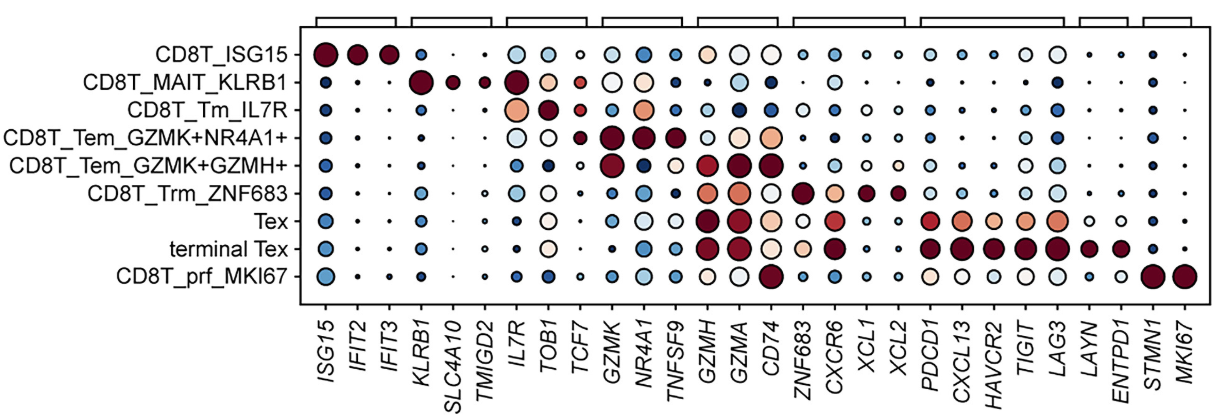 CD8T_ISG15
CD8T_MAIT_KLRB1
CD8T_Tm_IL7R
CD8T_Tem_GZMK+NR4A1+
CD8T_Tem_GZMK+GZMH+
CD8T_Trm_ZNF683
Tex
terminal Tex
CD8T_prf_MKI67
ISG15
IFIT2
IFIT3
KLRB1
SLC4A10
TMIGD2
IL7R
TOB1
TCF7
GZMK
NR4A1
TNFSF9
GZMH
GZMA
CD74
ZNF683
CXCR6
XCL1
XCL2
PDCD1
CXCL13
HAVCR2
TIGIT
LAG3
LAYN
ENTPD1
STMN1
MKI67